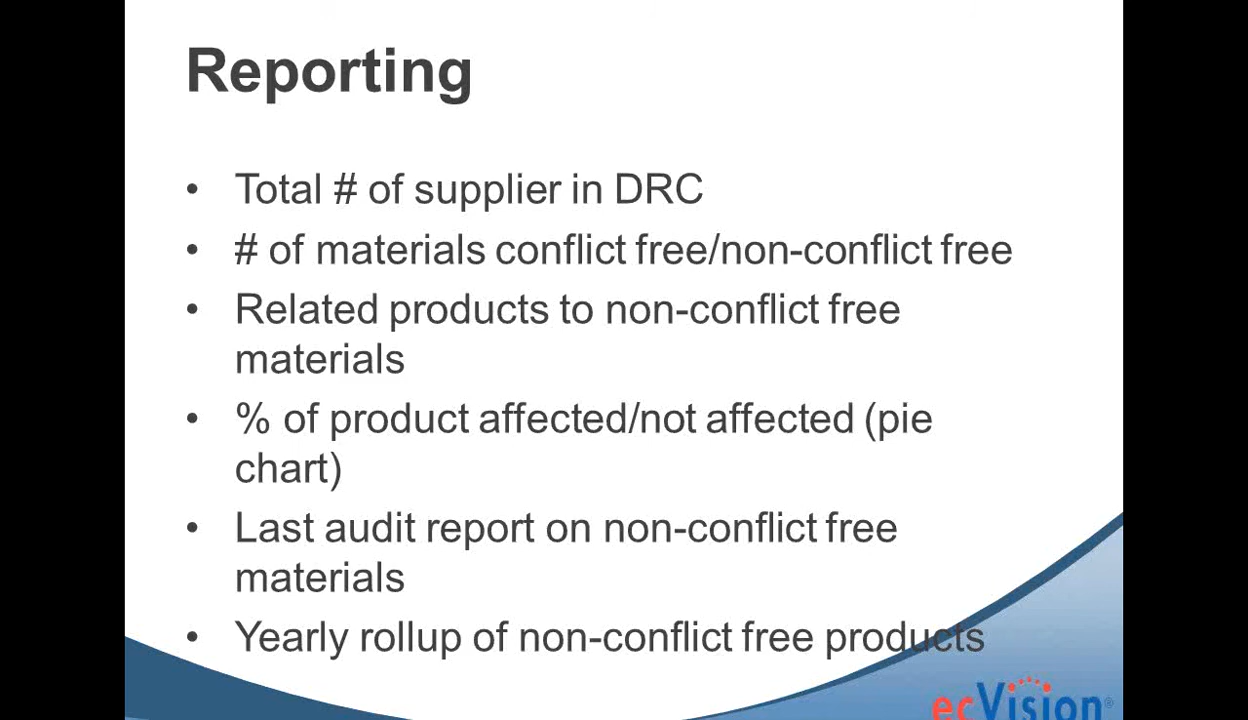 Reporting
• Total # of supplier in DRC
• # of materials conflict free/non-conflict free
• Related products to non-conflict free
materials
• % of product affected/not affected (pie
chart)
• Last audit report on non-conflict free
materials
• Yearly rollup of non-conflict free products
ecVision®